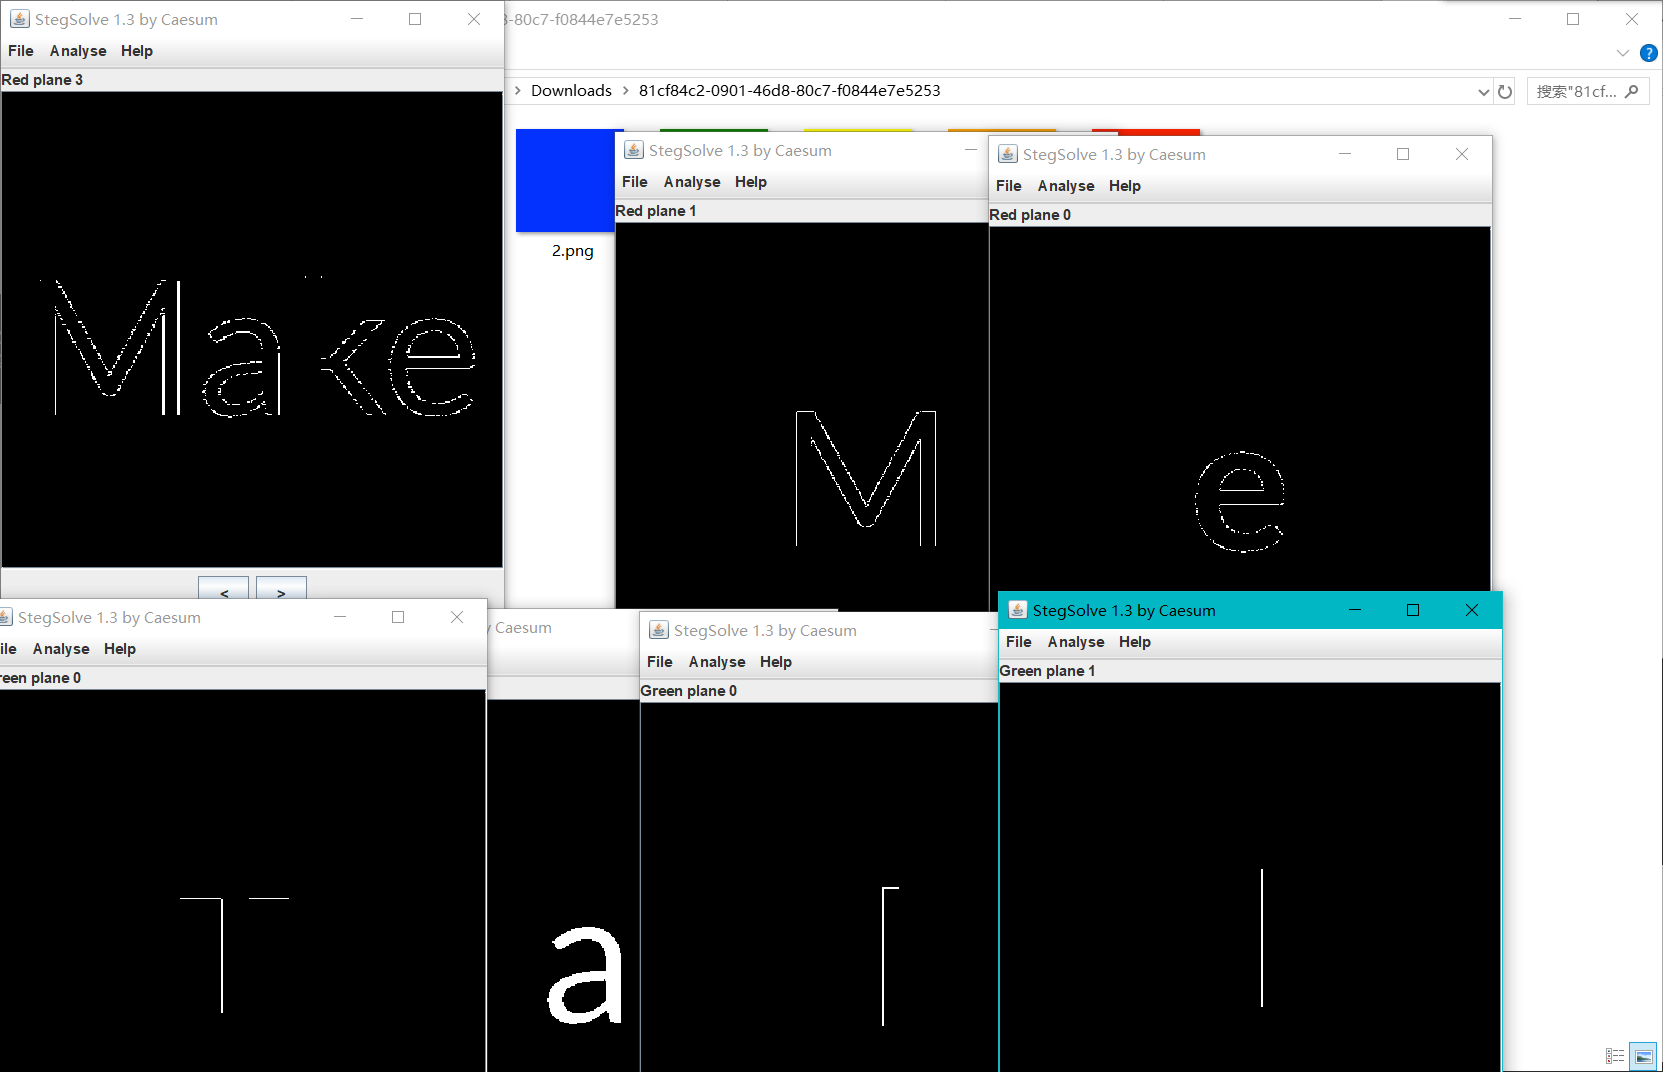 StegSolve 1.3 by Caesum
3-80c7-f0844e7e5253
File Analyse Help
Red plane 3
Downloads
81cf84c2-0901-46d8-80c7-f0844e7e5253
搜索"81cf...
Make
< >
2.png
StegSolve 1.3 by Caesum
File Analyse Help
Red plane 1
M
StegSolve 1.3 by Caesum
File Analyse Help
Red plane 0
e
StegSolve 1.3 by Caesum
ile Analyse Help
reen plane 0
T
y Caesum
a
StegSolve 1.3 by Caesum
File Analyse Help
Green plane 0
StegSolve 1.3 by Caesum
File Analyse Help
Green plane 1
l